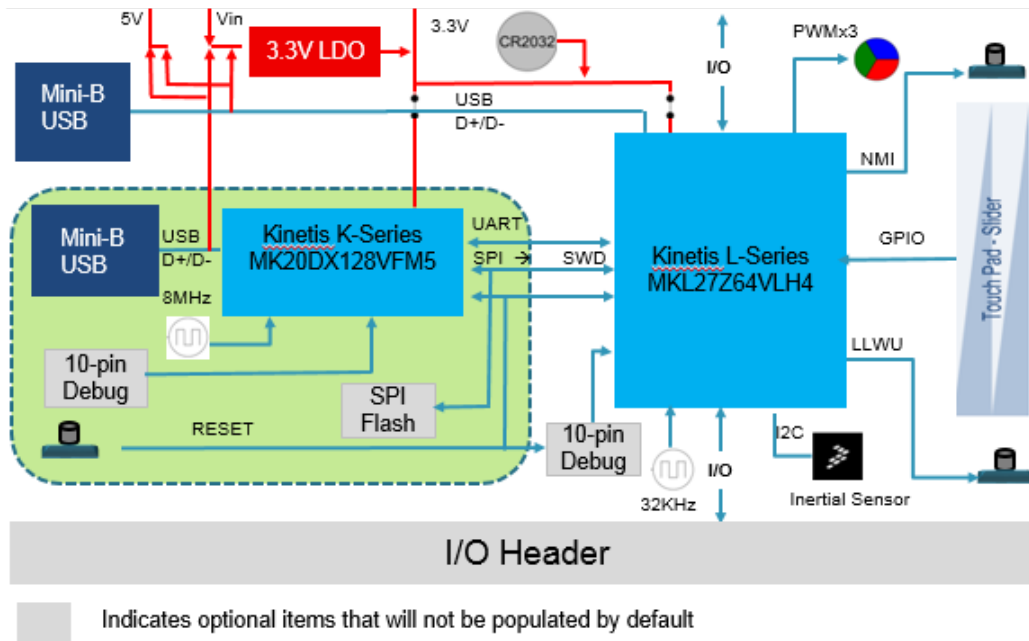 5V
Vin
3.3V LDO
3.3V
CR2032
I/O
PWMx3
Mini-B
USB
USB
D+/D-
NMI
Mini-B
USB
USB
D+/D-
Kinetis K-Series
MK20DX128VFM5
UART
SPI
SWD
Kinetis L-Series
MKL27Z64VLH4
GPIO
Touch Pad - Slider
8MHz
10-pin
Debug
SPI
Flash
LLWU
RESET
10-pin
Debug
32KHz
I/O
I2C
Inertial Sensor
I/O Header
Indicates optional items that will not be populated by default